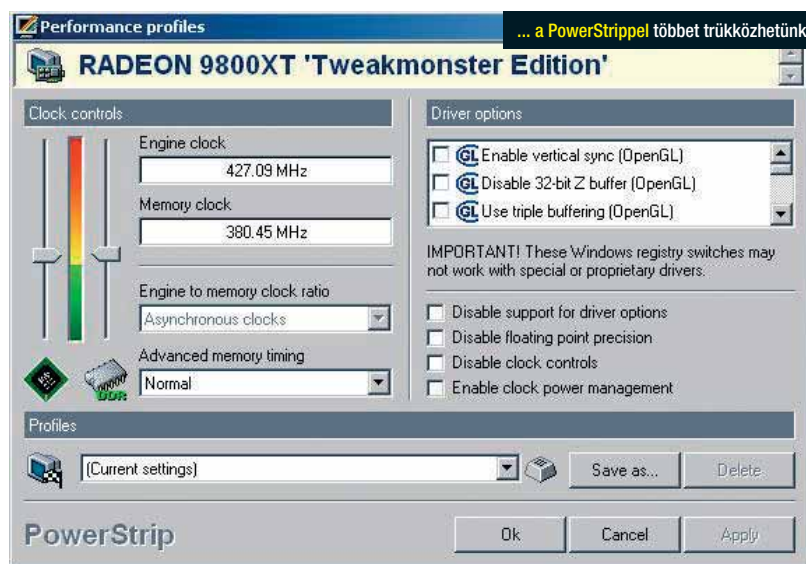 Performance profiles
... a PowerStrippel többet trükközhetünk
RADEON 9800XT 'Tweakmonster Edition'
Clock controls
Engine clock
427.09 MHz
Memory clock
380.45 MHz
Engine to memory clock ratio
Asynchronous clocks
Advanced memory timing
Normal
DDR
Driver options
GL Enable vertical sync (OpenGL)
GL Disable 32-bit Z buffer (OpenGL)
GL Use triple buffering (OpenGL)
IMPORTANT! These Windows registry switches may
not work with special or proprietary drivers.
Disable support for driver options
Disable floating point precision
Disable clock controls
Enable clock power management
Profiles
(Current settings)
Save as...
Delete
PowerStrip
Ok
Cancel
Apply